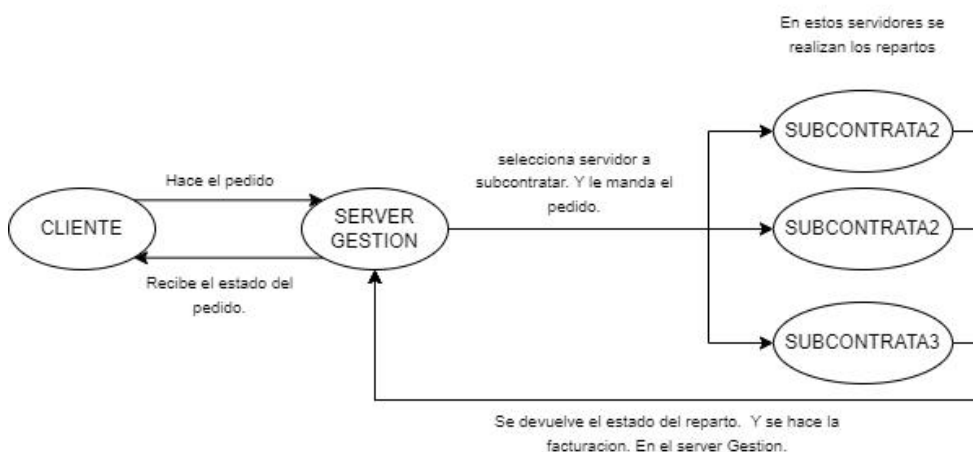 En estos servidores se
realizan los repartos
SUBCONTRATA2
selecciona servidor a
subcontratar. Y le manda el
pedido.
Hace el pedido
CLIENTE
SERVER
GESTION
SUBCONTRATA2
Recibe el estado del
pedido.
SUBCONTRATA3
Se devuelve el estado del reparto. Y se hace la
facturacion. En el server Gestion.